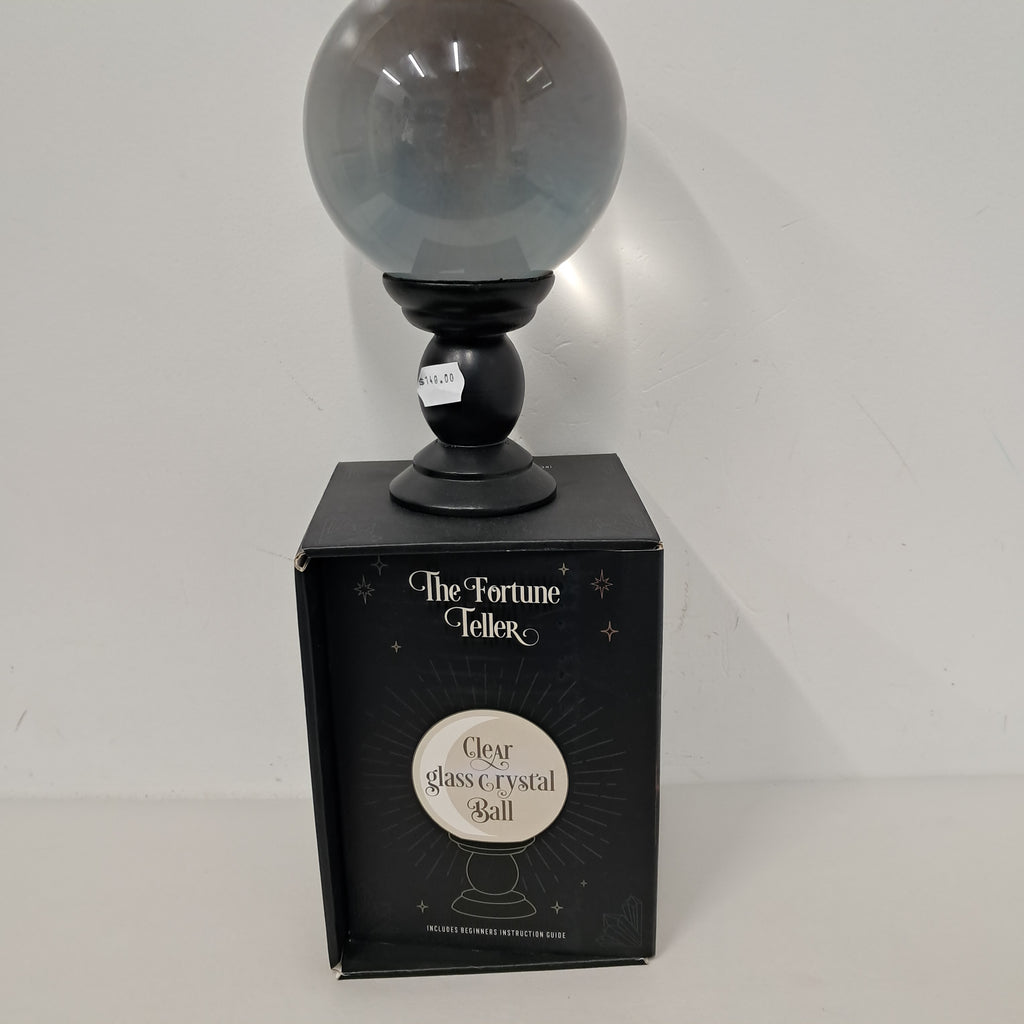 $140.00
The Fortune
Teller
Clear
glass crystal
Ball
INCLUDES BEGINNERS INSTRUCTION GUIDE